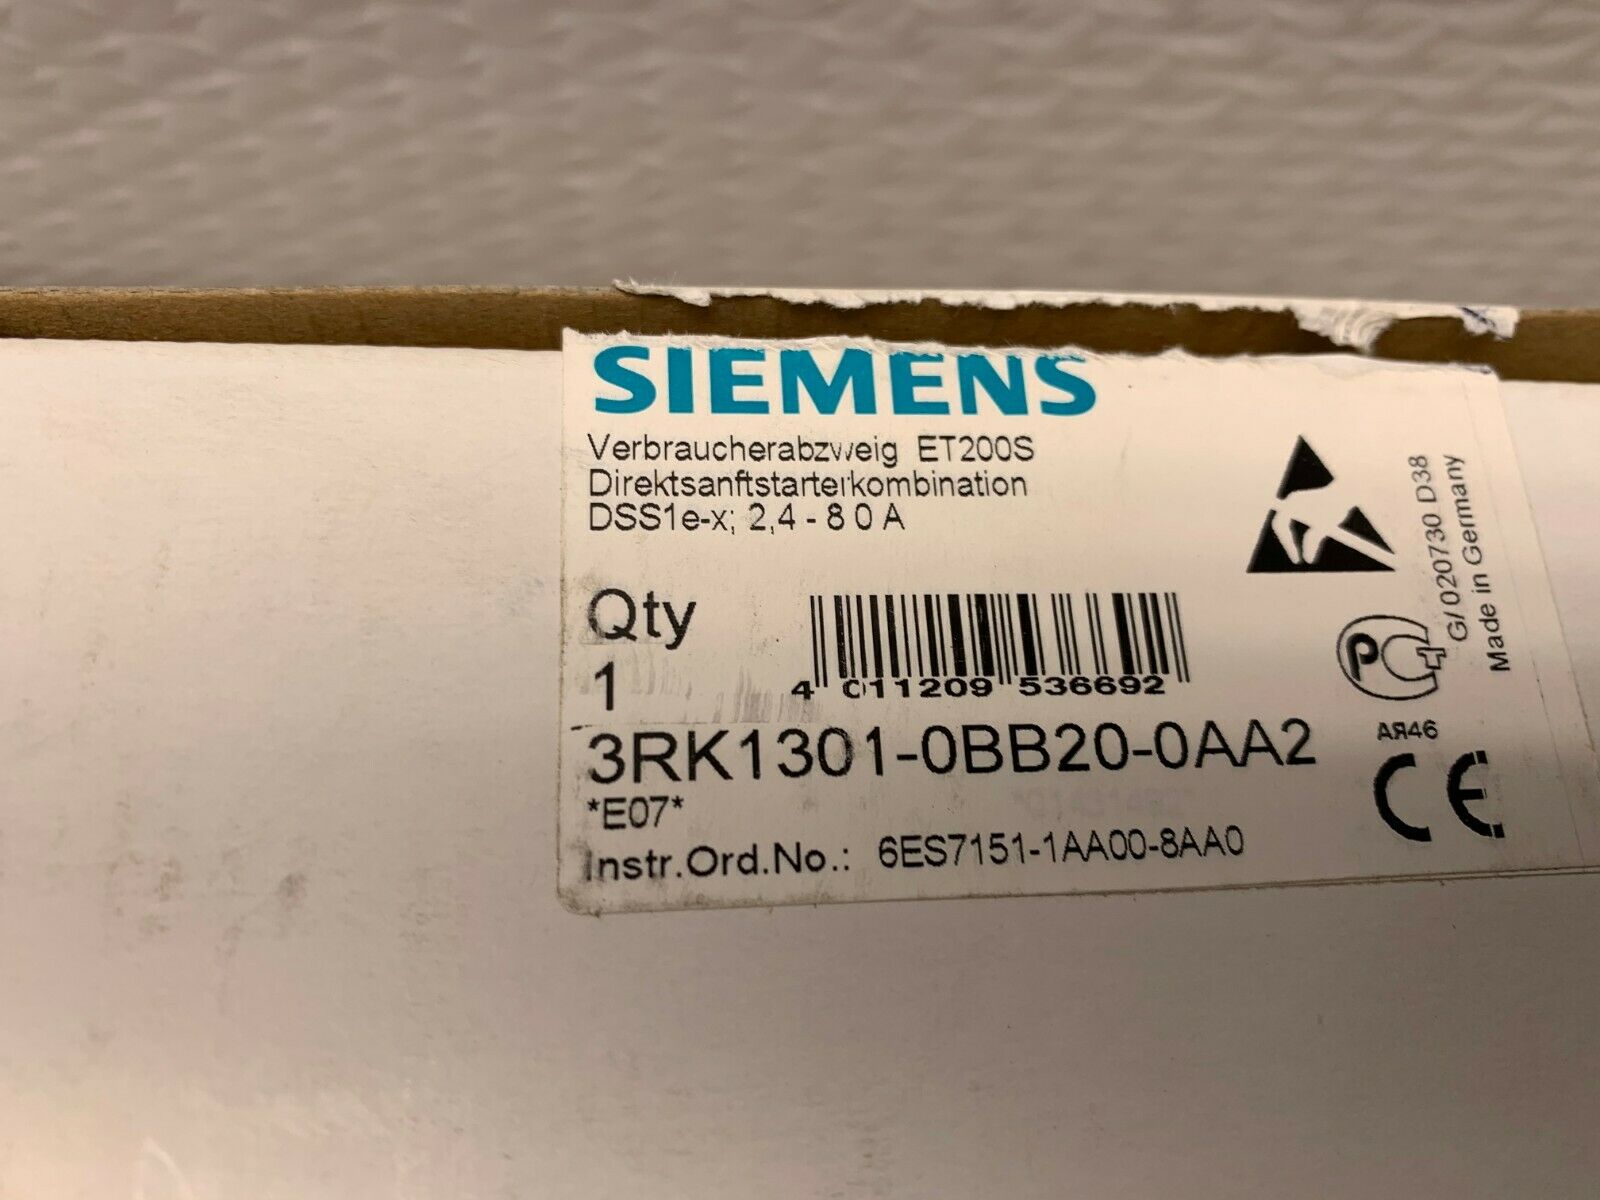 SIEMENS
Verbraucherabzweig ET200S
Direktsanftstarterkombination
DSS1e-x; 2,4 - 8 0 A
Qty
1
4 011209 536692
3RK1301-0BB20-0AA2
*E07*
Instr.Ord.No.: 6ES7151-1AA00-8AA0
G/ 020730 D38
Made in Germany
АЯ46
CE